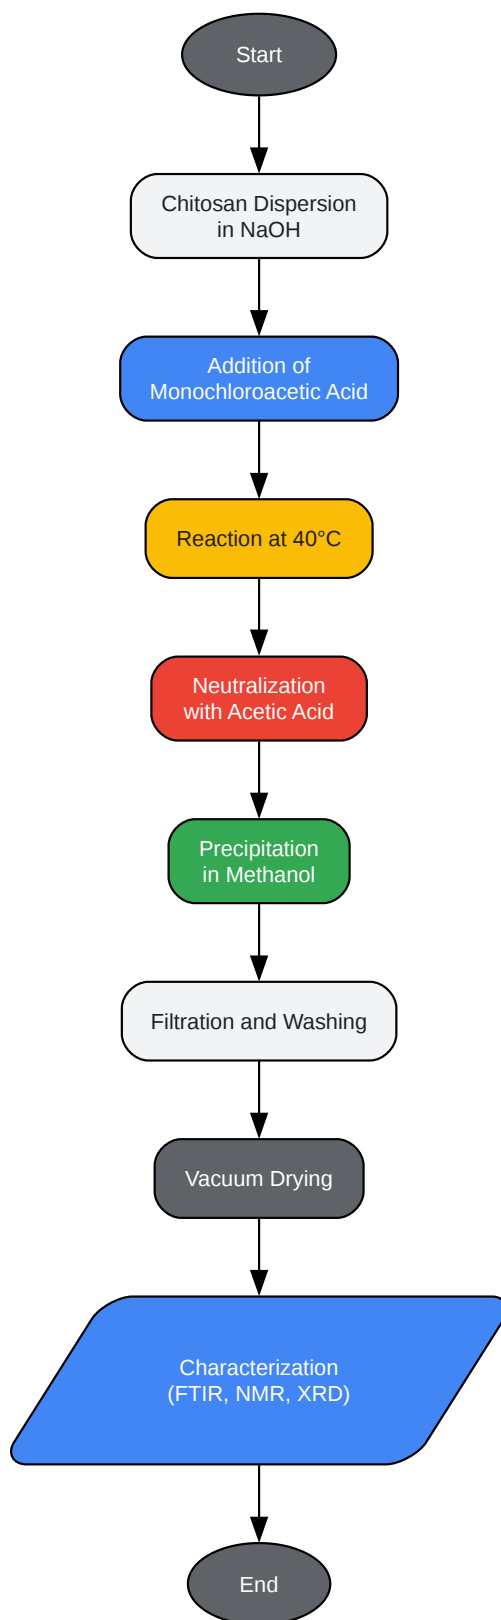 Start
Chitosan Dispersion
in NaOH
Addition of
Monochloroacetic Acid
Reaction at 40°C
Neutralization
with Acetic Acid
Precipitation
in Methanol
Filtration and Washing
Vacuum Drying
Characterization
(FTIR, NMR, XRD)
End